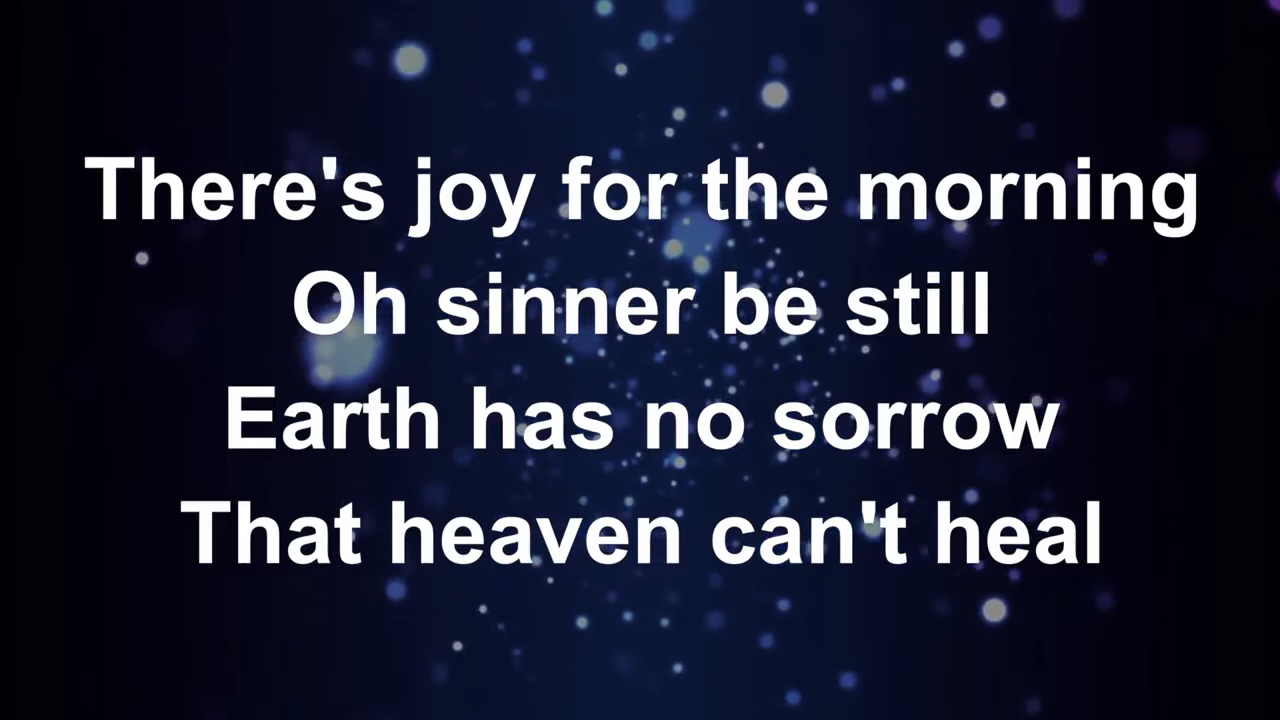 There's joy for the morning
Oh sinner be still
Earth has no sorrow
That heaven can't heal